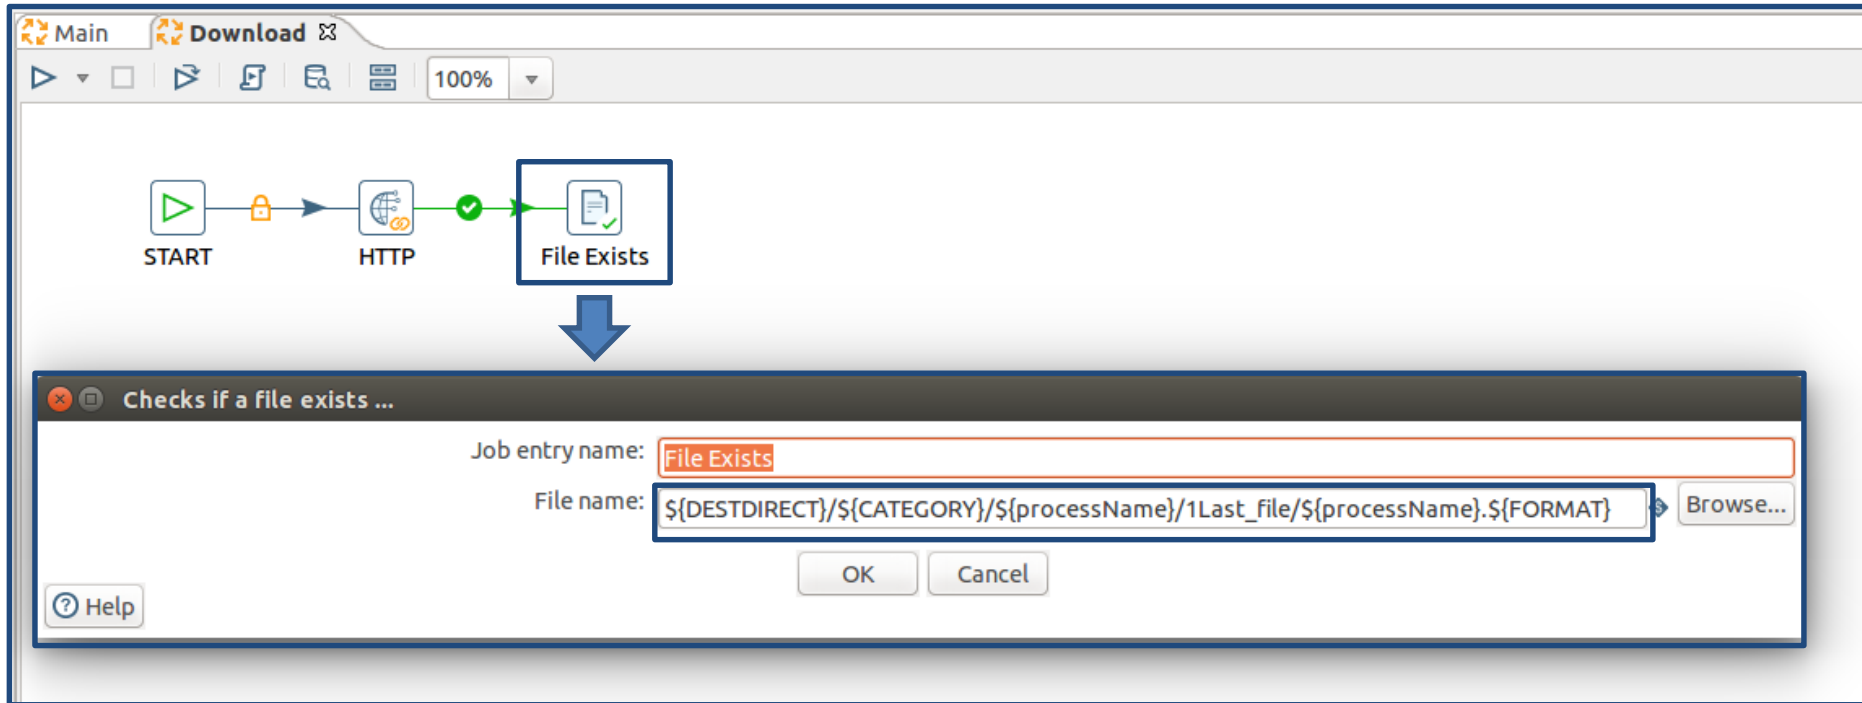 Main Download
100%
START HTTP File Exists
Checks if a file exists ...
Job entry name: File Exists
File name: ${DESTDIRECT}/${CATEGORY}/${processName}/1Last_file/${processName}.${FORMAT} Browse...
OK Cancel
Help